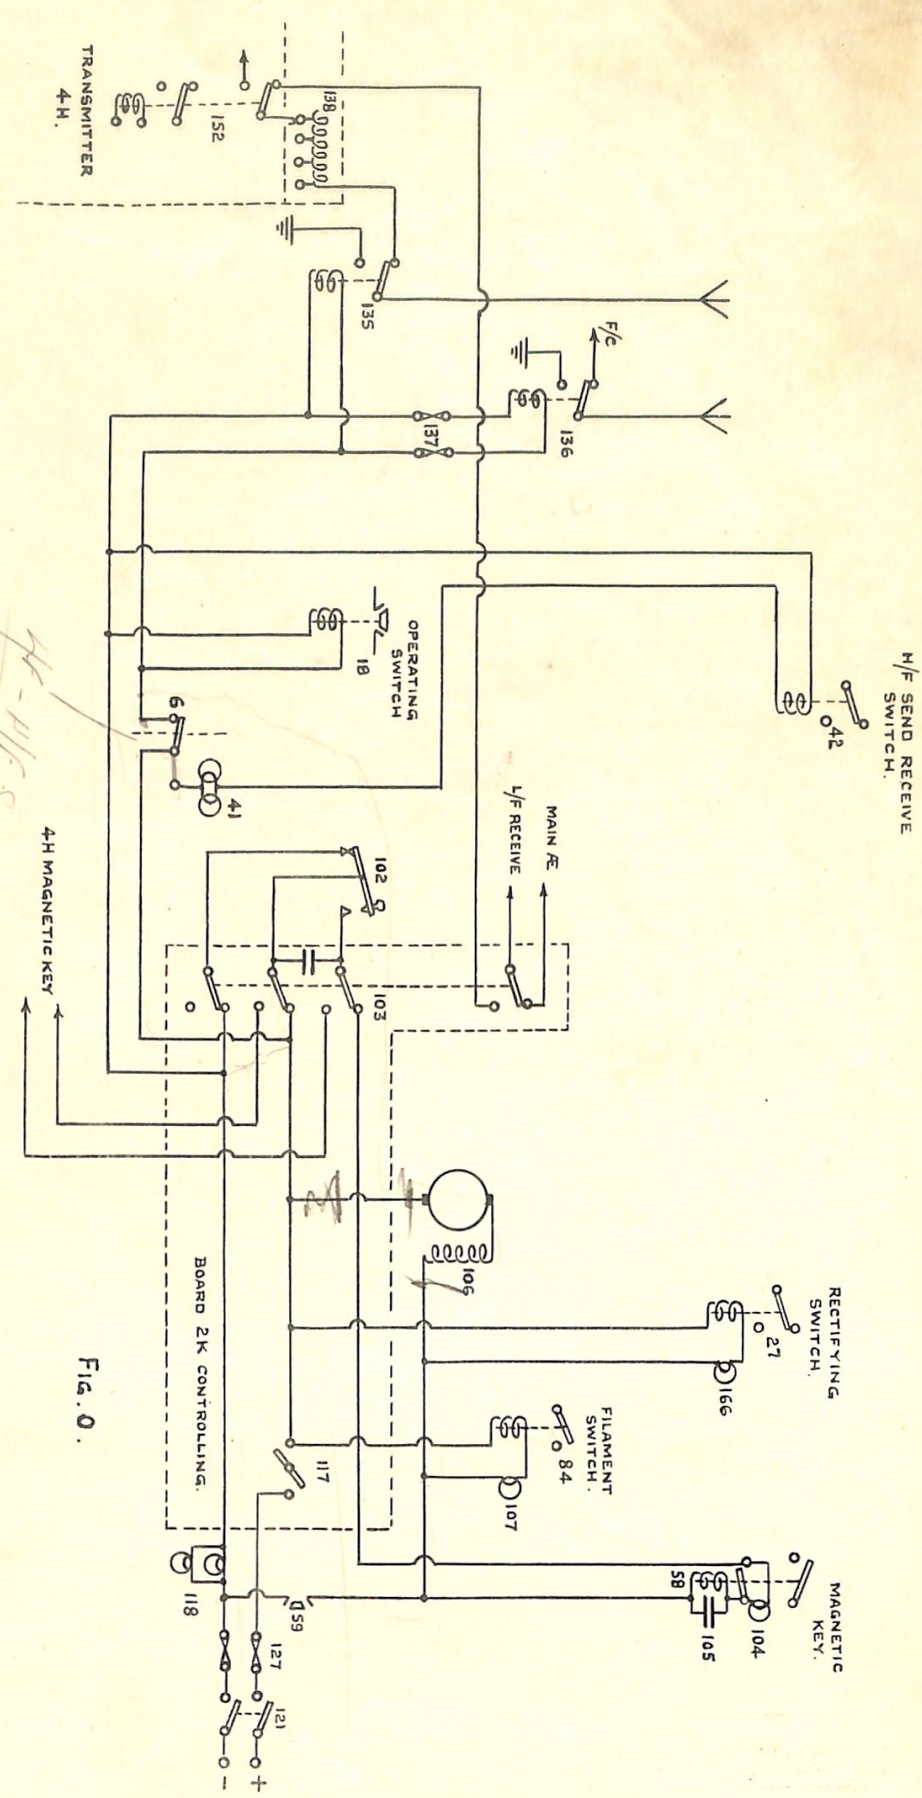 TRANSMITTER
4H.
152
138
135
F/c
136
137
H/F SEND RECEIVE
SWITCH.
42
OPERATING
SWITCH
18
6
41
4H MAGNETIC KEY
102
L/F RECEIVE
MAIN Æ
103
106
RECTIFYING
SWITCH.
27
166
BOARD 2K CONTROLLING.
FILAMENT
SWITCH.
84
107
117
FIG. O.
MAGNETIC
KEY.
58
104
105
118
59
127
121
-
+